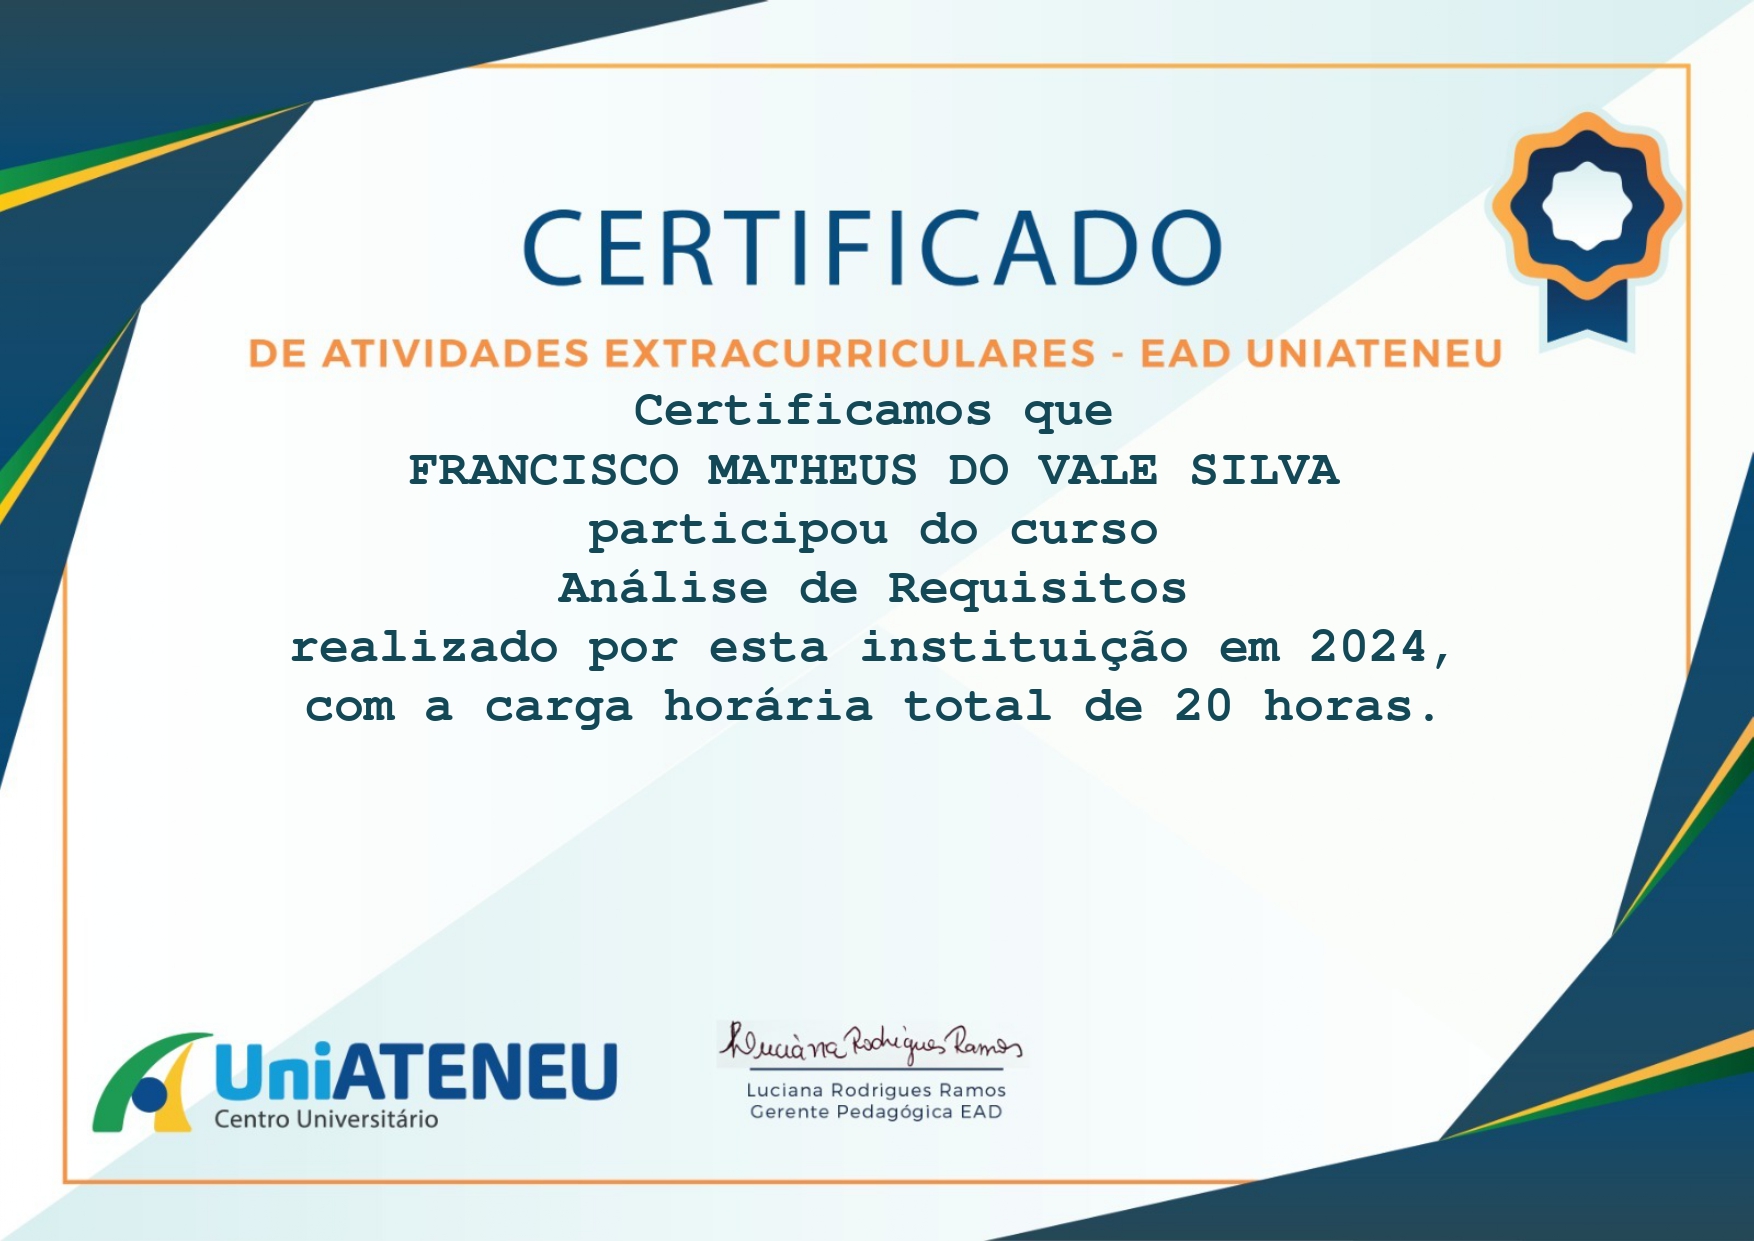 CERTIFICADO
DE ATIVIDADES EXTRACURRICULARES - EAD UNIATENEU
Certificamos que
FRANCISCO MATHEUS DO VALE SILVA
participou do curso
Análise de Requisitos
realizado por esta instituição em 2024,
com a carga horária total de 20 horas.
UniATENEU
Centro Universitário
Luciana Rodrigues Ramos
Luciana Rodrigues Ramos
Gerente Pedagógica EAD